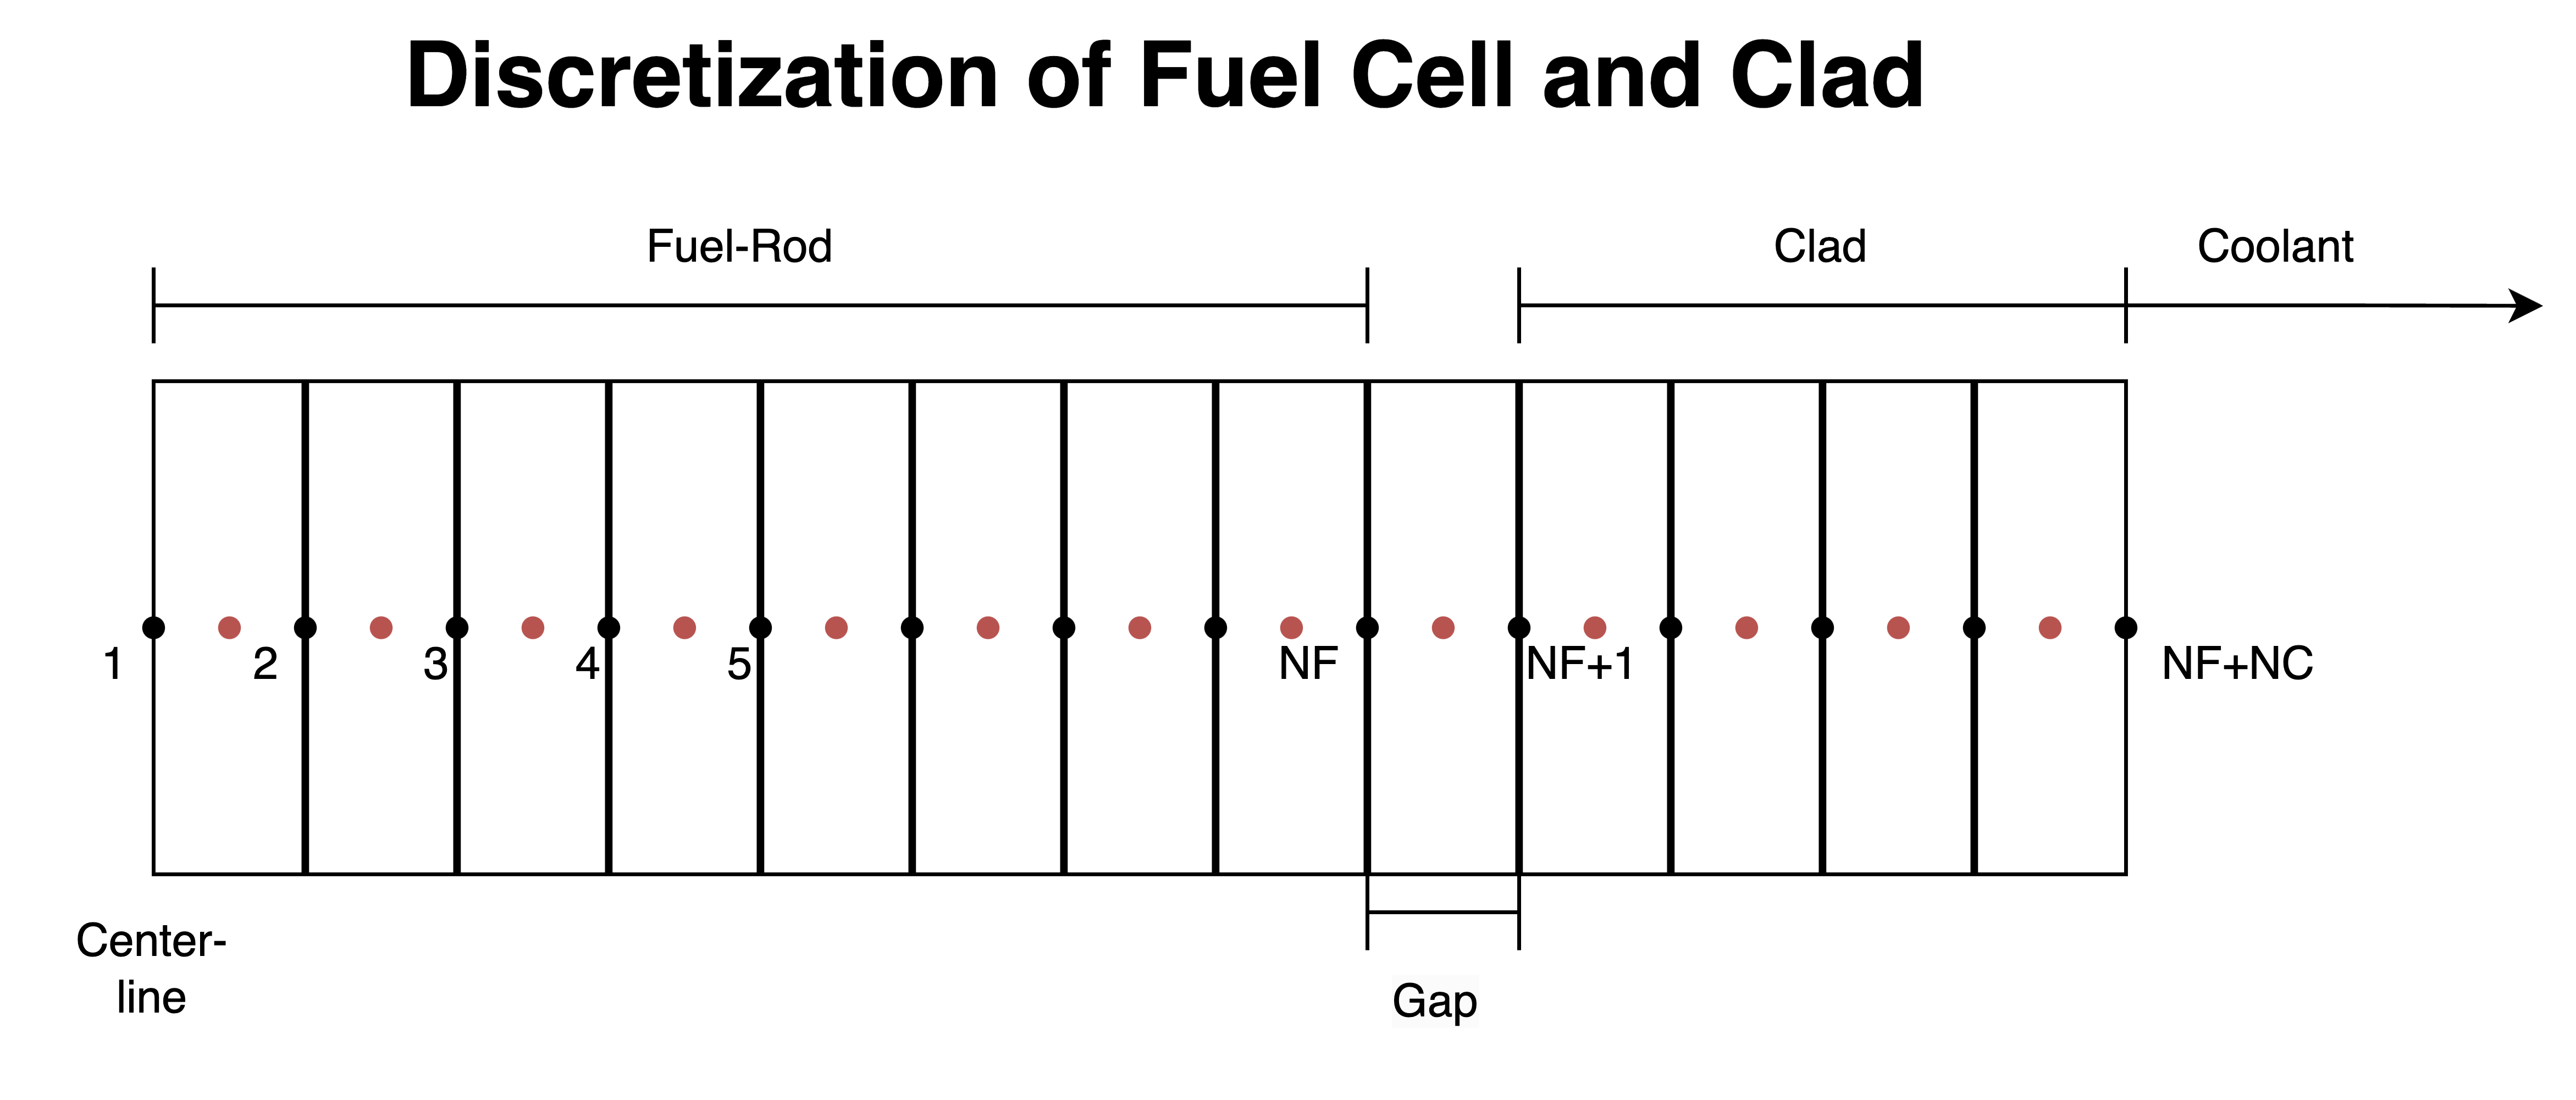 Discretization of Fuel Cell and Clad
Fuel-Rod
Clad
Coolant
1
2
3
4
5
NF
NF+1
NF+NC
Center-
line
Gap